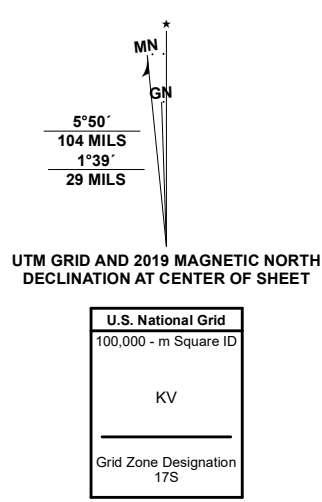 MN
GN
5°50´
104 MILS
1°39´
29 MILS
UTM GRID AND 2019 MAGNETIC NORTH
DECLINATION AT CENTER OF SHEET
U.S. National Grid
100,000 - m Square ID
KV
Grid Zone Designation
17S